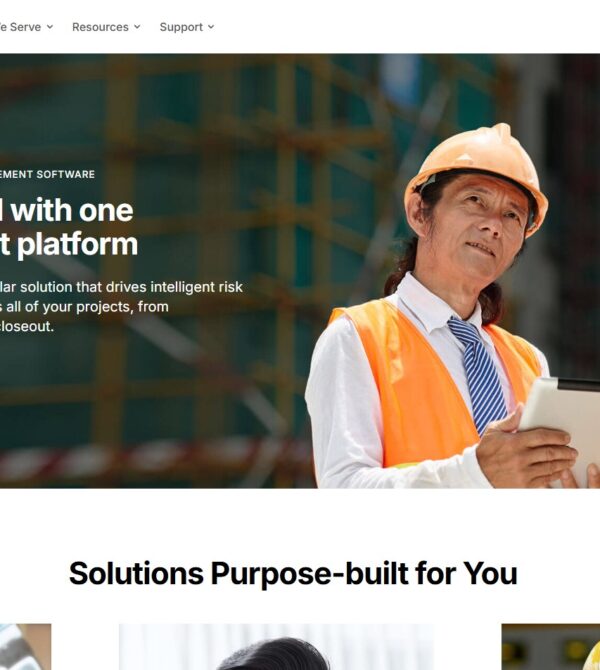 e Serve
Resources
Support
EMENT SOFTWARE
with one
t platform
lar solution that drives intelligent risk
s all of your projects, from
closeout.
Solutions Purpose-built for You